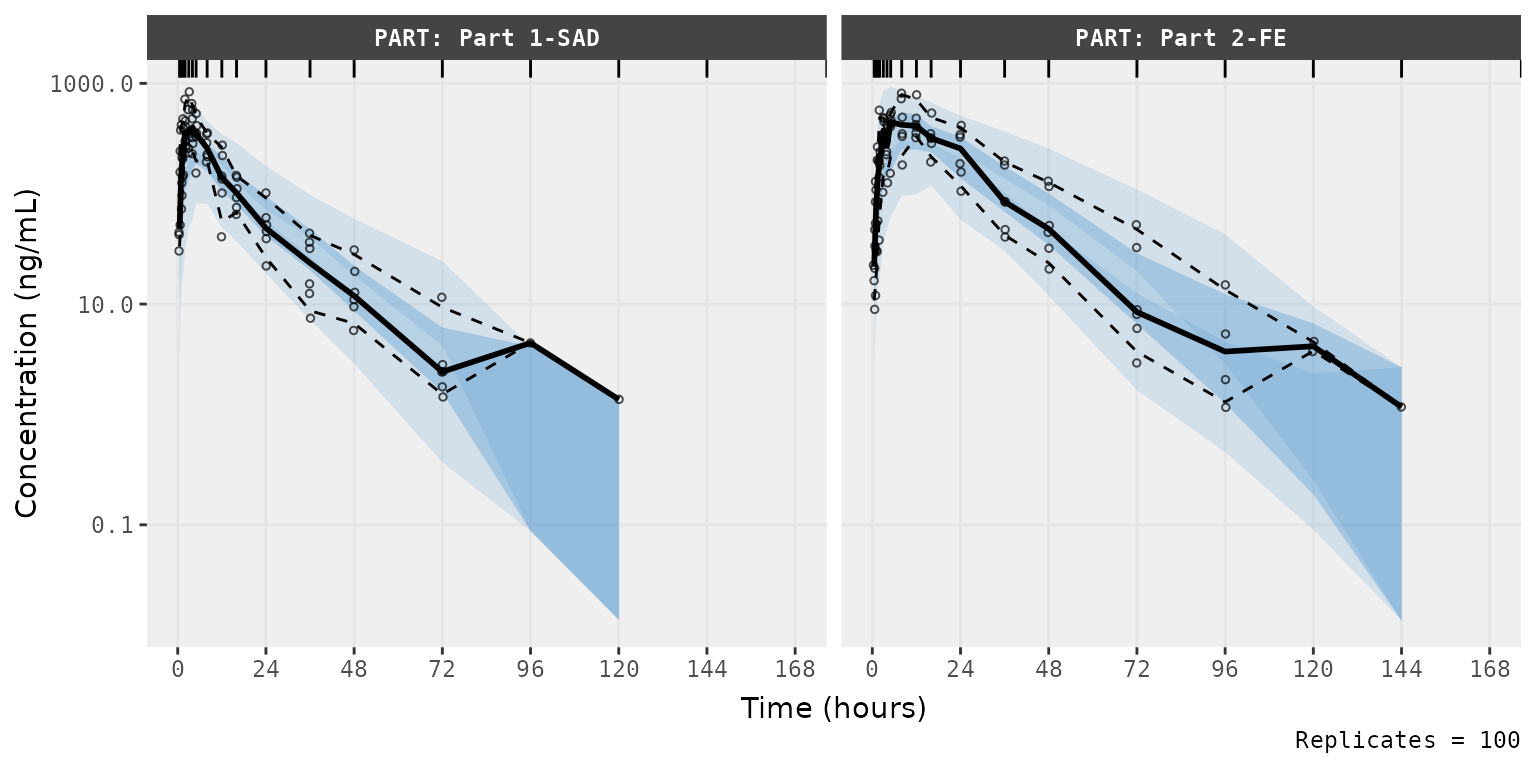 PART: Part 1-SAD
PART: Part 2-FE
Concentration (ng/mL)
1000.0
10.0
0.1
0 24 48 72 96 120 144 168
0 24 48 72 96 120 144 168
Time (hours)
Replicates = 100